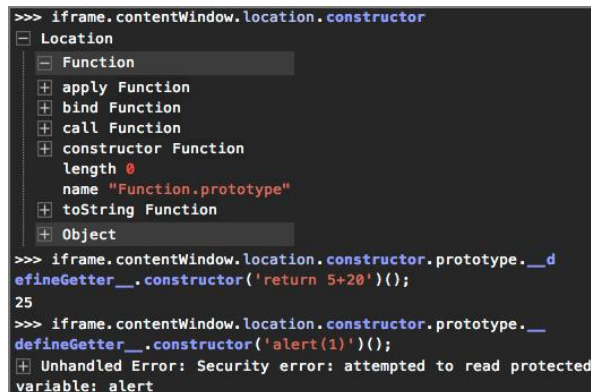 >>> iframe.contentWindow.location.constructor
Location
Function
apply Function
bind Function
call Function
constructor Function
length 0
name "Function.prototype"
toString Function
Object
>>> iframe.contentWindow.location.constructor.prototype.__d
efineGetter__.constructor('return 5+20')();
25
>>> iframe.contentWindow.location.constructor.prototype.__
defineGetter__.constructor('alert(1)')();
Unhandled Error: Security error: attempted to read protected
variable: alert